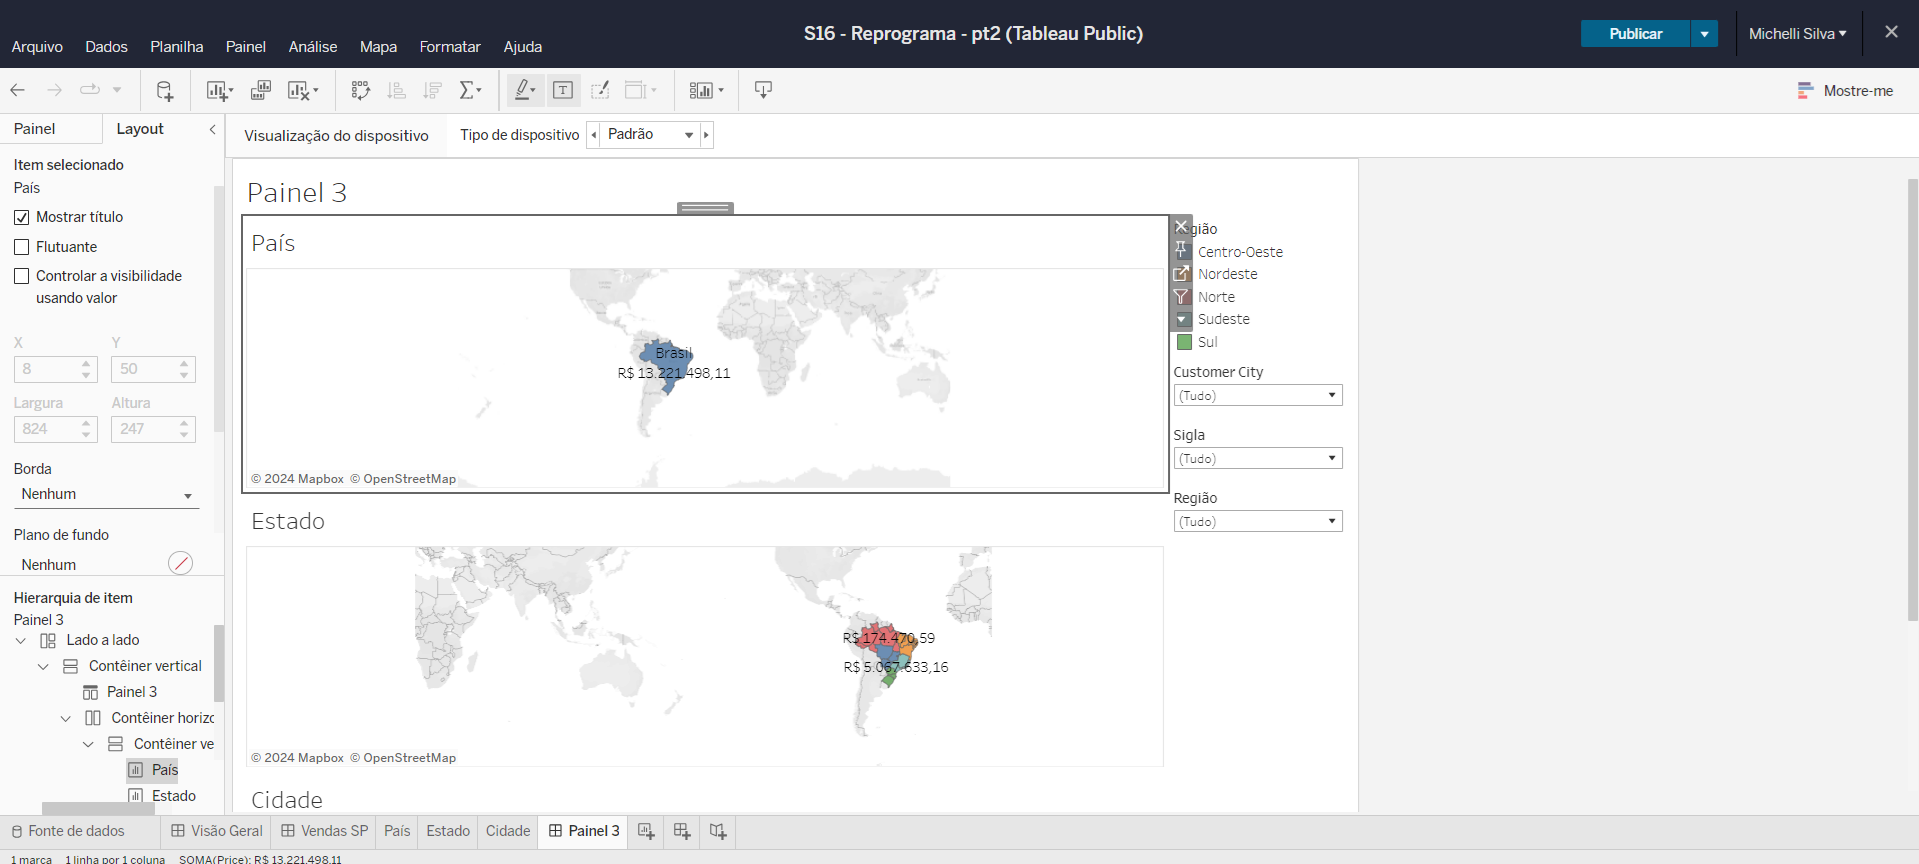 S16 - Reprograma - pt2 (Tableau Public)
Publicar
Michelli Silva
Arquivo Dados Planilha Painel Análise Mapa Formatar Ajuda
Mostre-me
Painel Layout
Visualização do dispositivo Tipo de dispositivo Padrão
Item selecionado
País
Mostrar título
Flutuante
Controlar a visibilidade
usando valor
X Y
8 50
Largura Altura
824 247
Borda
Nenhum
Plano de fundo
Nenhum
Hierarquia de item
Painel 3
Lado a lado
Contêiner vertical
Painel 3
Contêiner horizo
Contêiner ve
País
Estado
Painel 3
País
Brasil
R$ 13.221.498,11
© 2024 Mapbox © OpenStreetMap
Estado
R$ 174.470,59
R$ 5.067.633,16
© 2024 Mapbox © OpenStreetMap
Cidade
Região
Centro-Oeste
Nordeste
Norte
Sudeste
Sul
Customer City
(Tudo)
Sigla
(Tudo)
Região
(Tudo)
Fonte de dados Visão Geral Vendas SP País Estado Cidade Painel 3
1 marca 1 linha por 1 coluna SOMA(Price): R$ 13.221.498,11